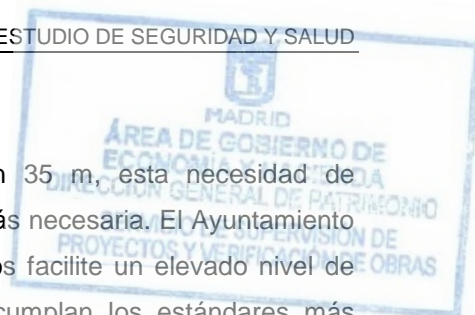 ESTUDIO DE SEGURIDAD Y SALUD
MADRID
ÁREA DE GOBIERNO DE
ECONOMÍA Y HACIENDA
DIRECCIÓN GENERAL DE PATRIMONIO
SERVICIO DE SUPERVISIÓN DE
PROYECTOS Y VERIFICACIÓN DE OBRAS
35 m, esta necesidad de
ás necesaria. El Ayuntamiento
s facilite un elevado nivel de
cumplan los estándares más